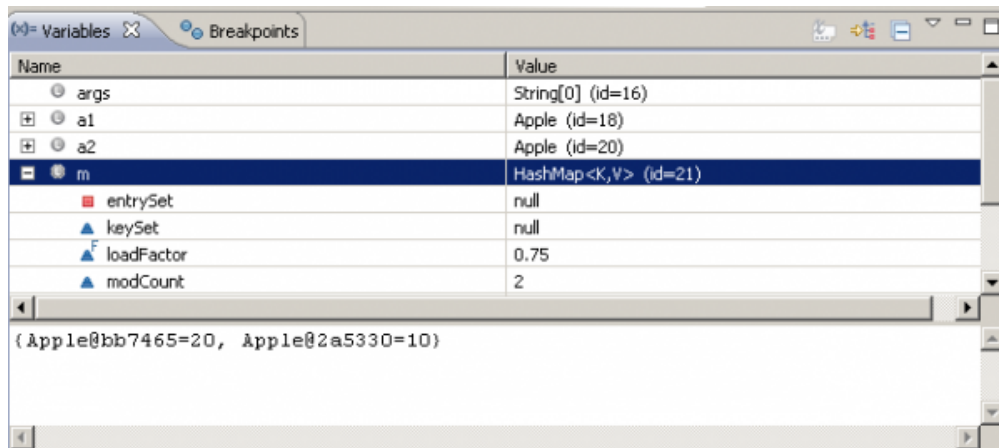 (x)= Variables Breakpoints
Name Value
args String[0] (id=16)
a1 Apple (id=18)
a2 Apple (id=20)
m HashMap<K,V> (id=21)
entrySet null
keySet null
F loadFactor 0.75
modCount 2
{Apple@bb7465=20, Apple@2a5330=10}